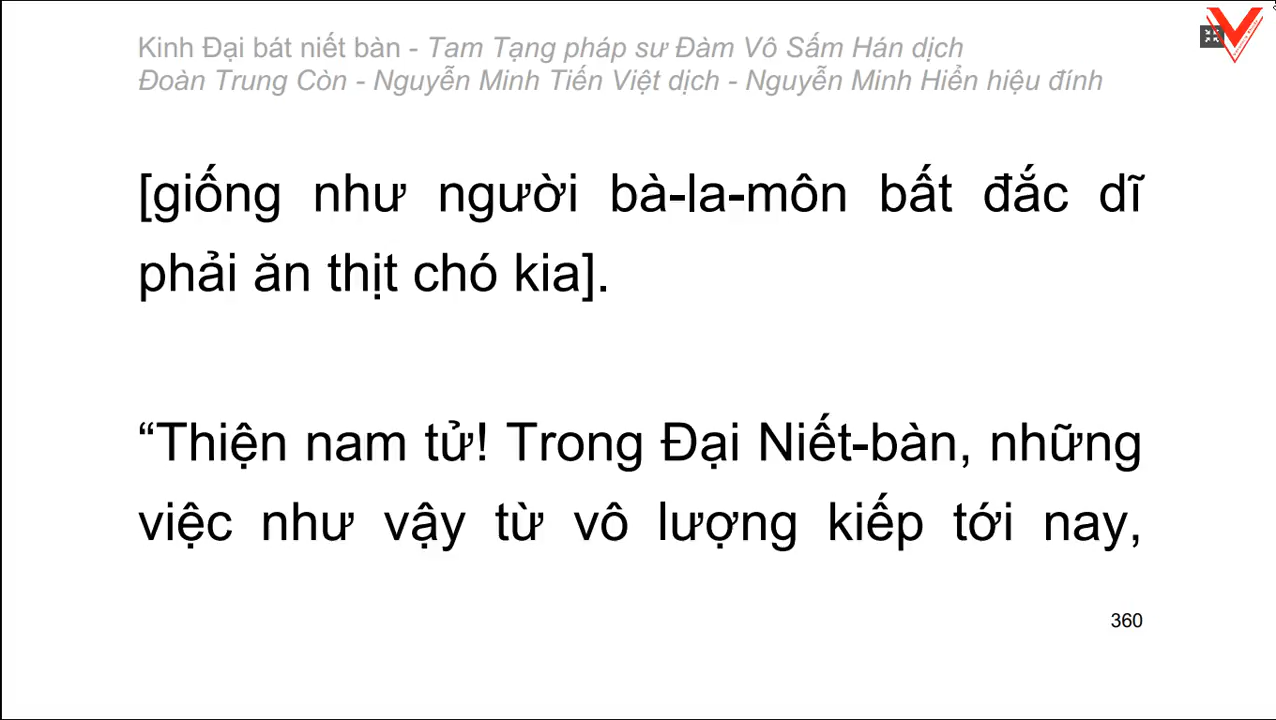 Kinh Đại bát niết bàn - Tam Tạng pháp sư Đàm Vô Sấm Hán dịch
Đoàn Trung Còn - Nguyễn Minh Tiến Việt dịch - Nguyễn Minh Hiển hiệu đính
[giống như người bà-la-môn bất đắc dĩ
phải ăn thịt chó kia].
“Thiện nam tử! Trong Đại Niết-bàn, những
việc như vậy từ vô lượng kiếp tới nay,
360